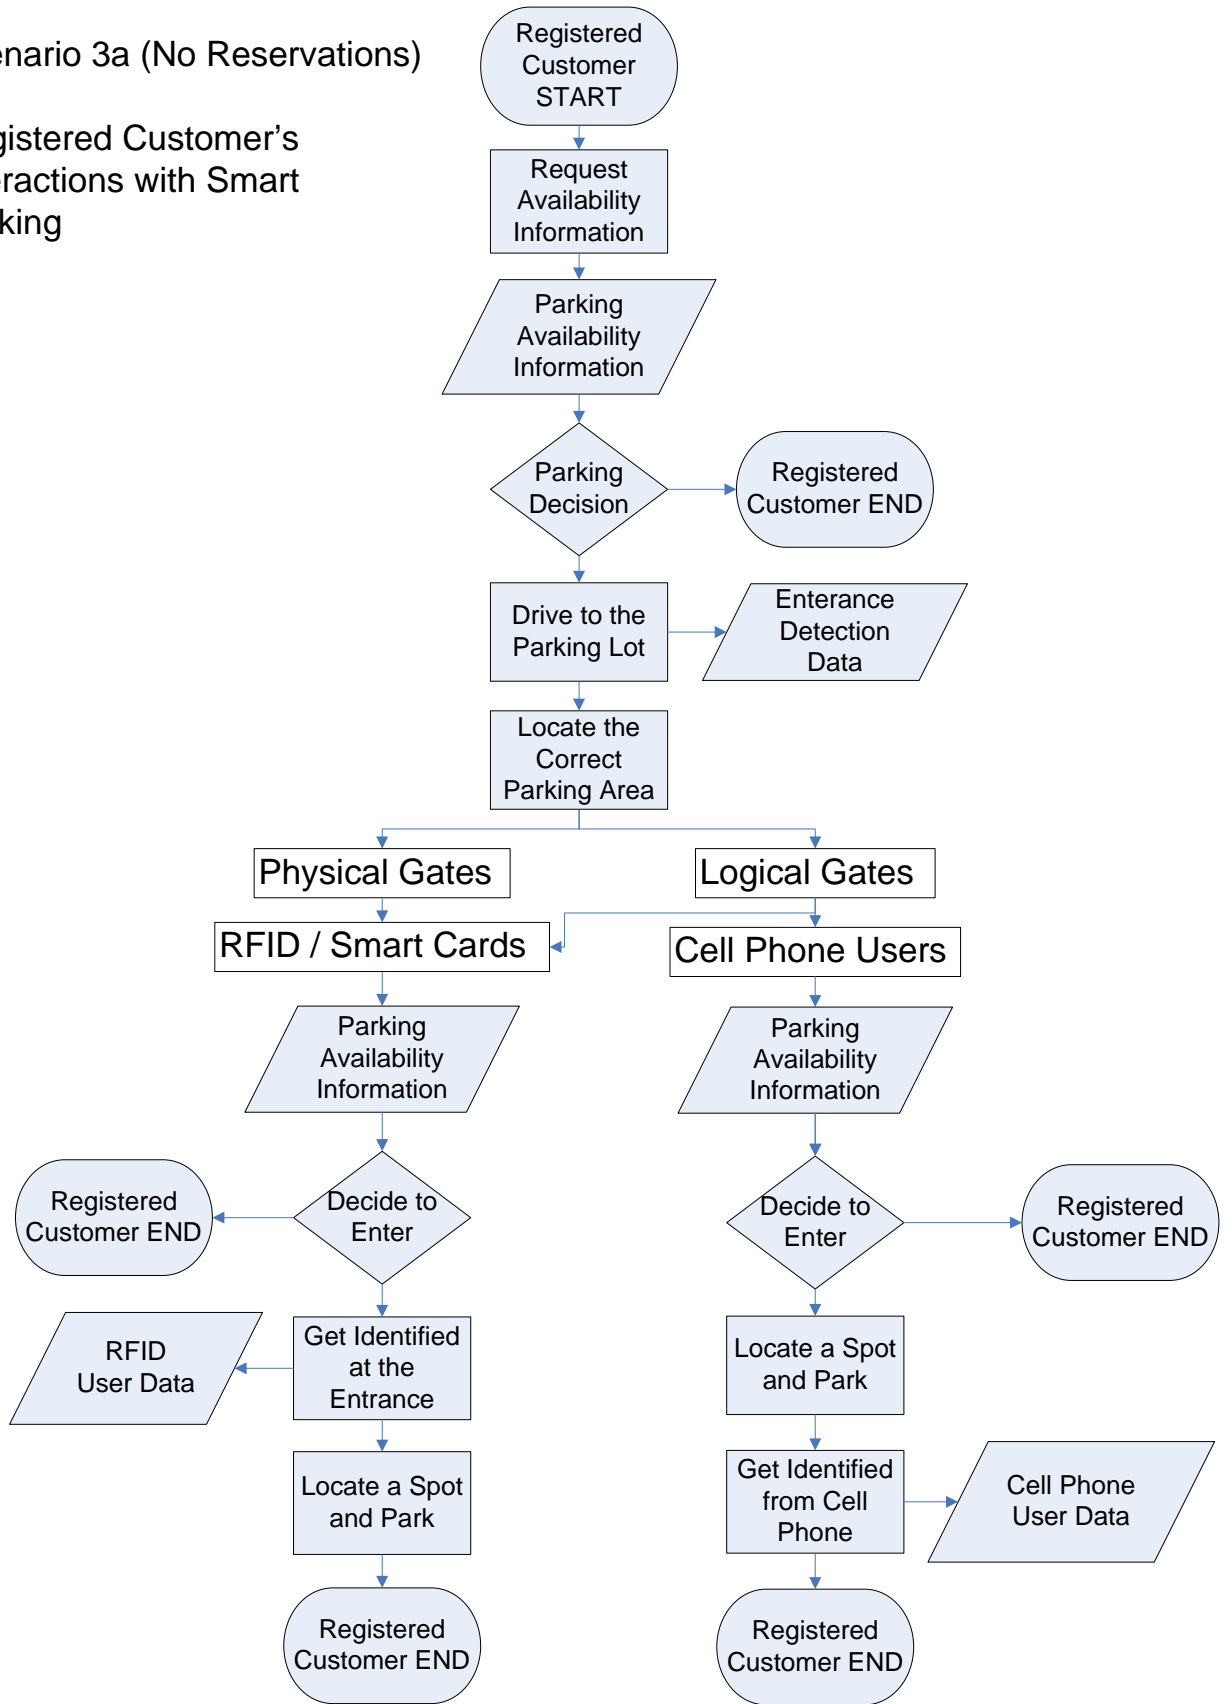 enario 3a (No Reservations)
gistered Customer's
eractions with Smart
king
Registered
Customer
START
Request
Availability
Information
Parking
Availability
Information
Parking
Decision
Registered
Customer END
Drive to the
Parking Lot
Enterance
Detection
Data
Locate the
Correct
Parking Area
Physical Gates
Logical Gates
RFID / Smart Cards
Cell Phone Users
Parking
Availability
Information
Parking
Availability
Information
Registered
Customer END
Decide to
Enter
Decide to
Enter
Registered
Customer END
RFID
User Data
Get Identified
at the
Entrance
Locate a Spot
and Park
Locate a Spot
and Park
Get Identified
from Cell
Phone
Cell Phone
User Data
Registered
Customer END
Registered
Customer END